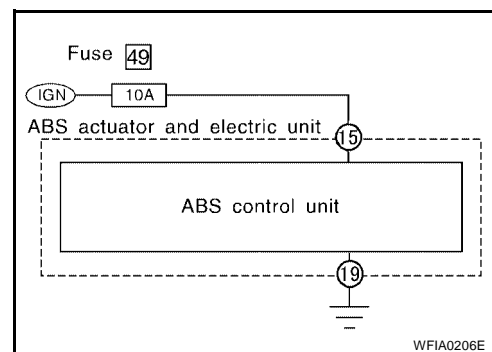 Fuse 49
IGN 10A
ABS actuator and electric unit 15
ABS control unit
19
WFIA0206E